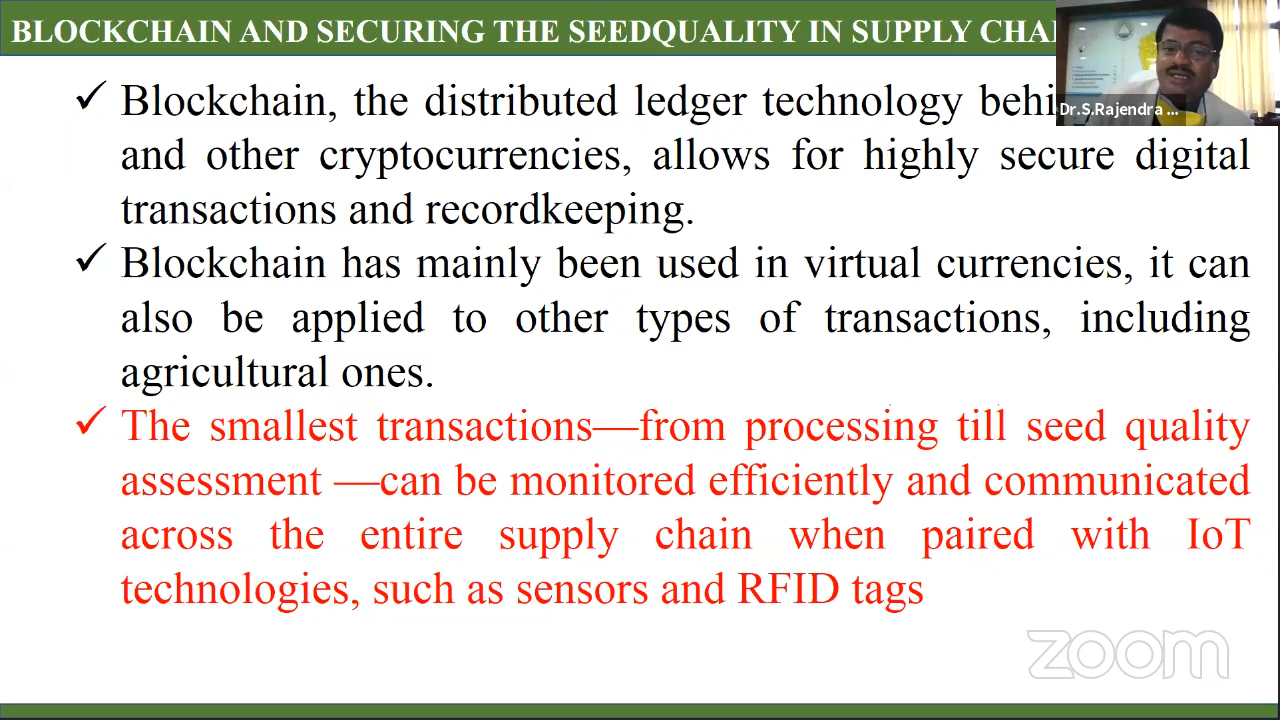 BLOCKCHAIN AND SECURING THE SEEDQUALITY IN SUPPLY
Dr.S.Rajendra ...
Blockchain, tie distributed ledger technology
and other cryptocurrencies, allows for highly secure digital
transactions and recordkeeping.
Blockchain has mainly been used in virtual currencies, it can
also be applied to other types of transactions, including
agricultural ones.
The smallest transactions—from processing till seed quality
assessment —can be monitored efficiently and communicated
across the entire supply chain when paired with IoT
technologies, such as sensors and RFID tags
zoom